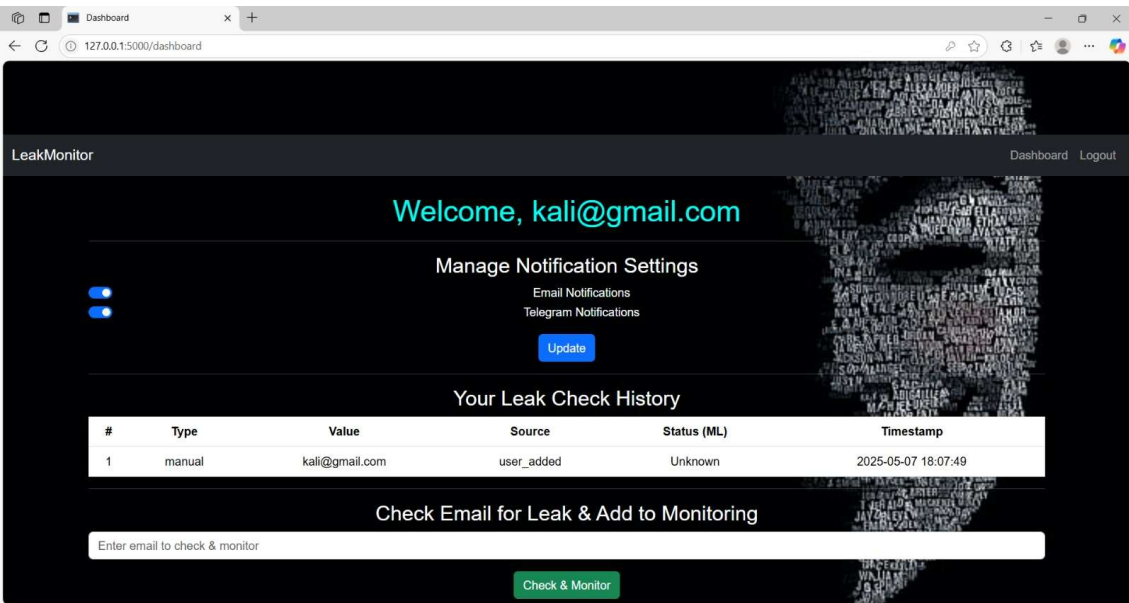 Dashboard
127.0.0.1:5000/dashboard
LeakMonitor
Dashboard Logout
Welcome, kali@gmail.com
Manage Notification Settings
Email Notifications
Telegram Notifications
Update
Your Leak Check History
# Type Value Source Status (ML) Timestamp
1 manual kali@gmail.com user_added Unknown 2025-05-07 18:07:49
Check Email for Leak & Add to Monitoring
Enter email to check & monitor
Check & Monitor